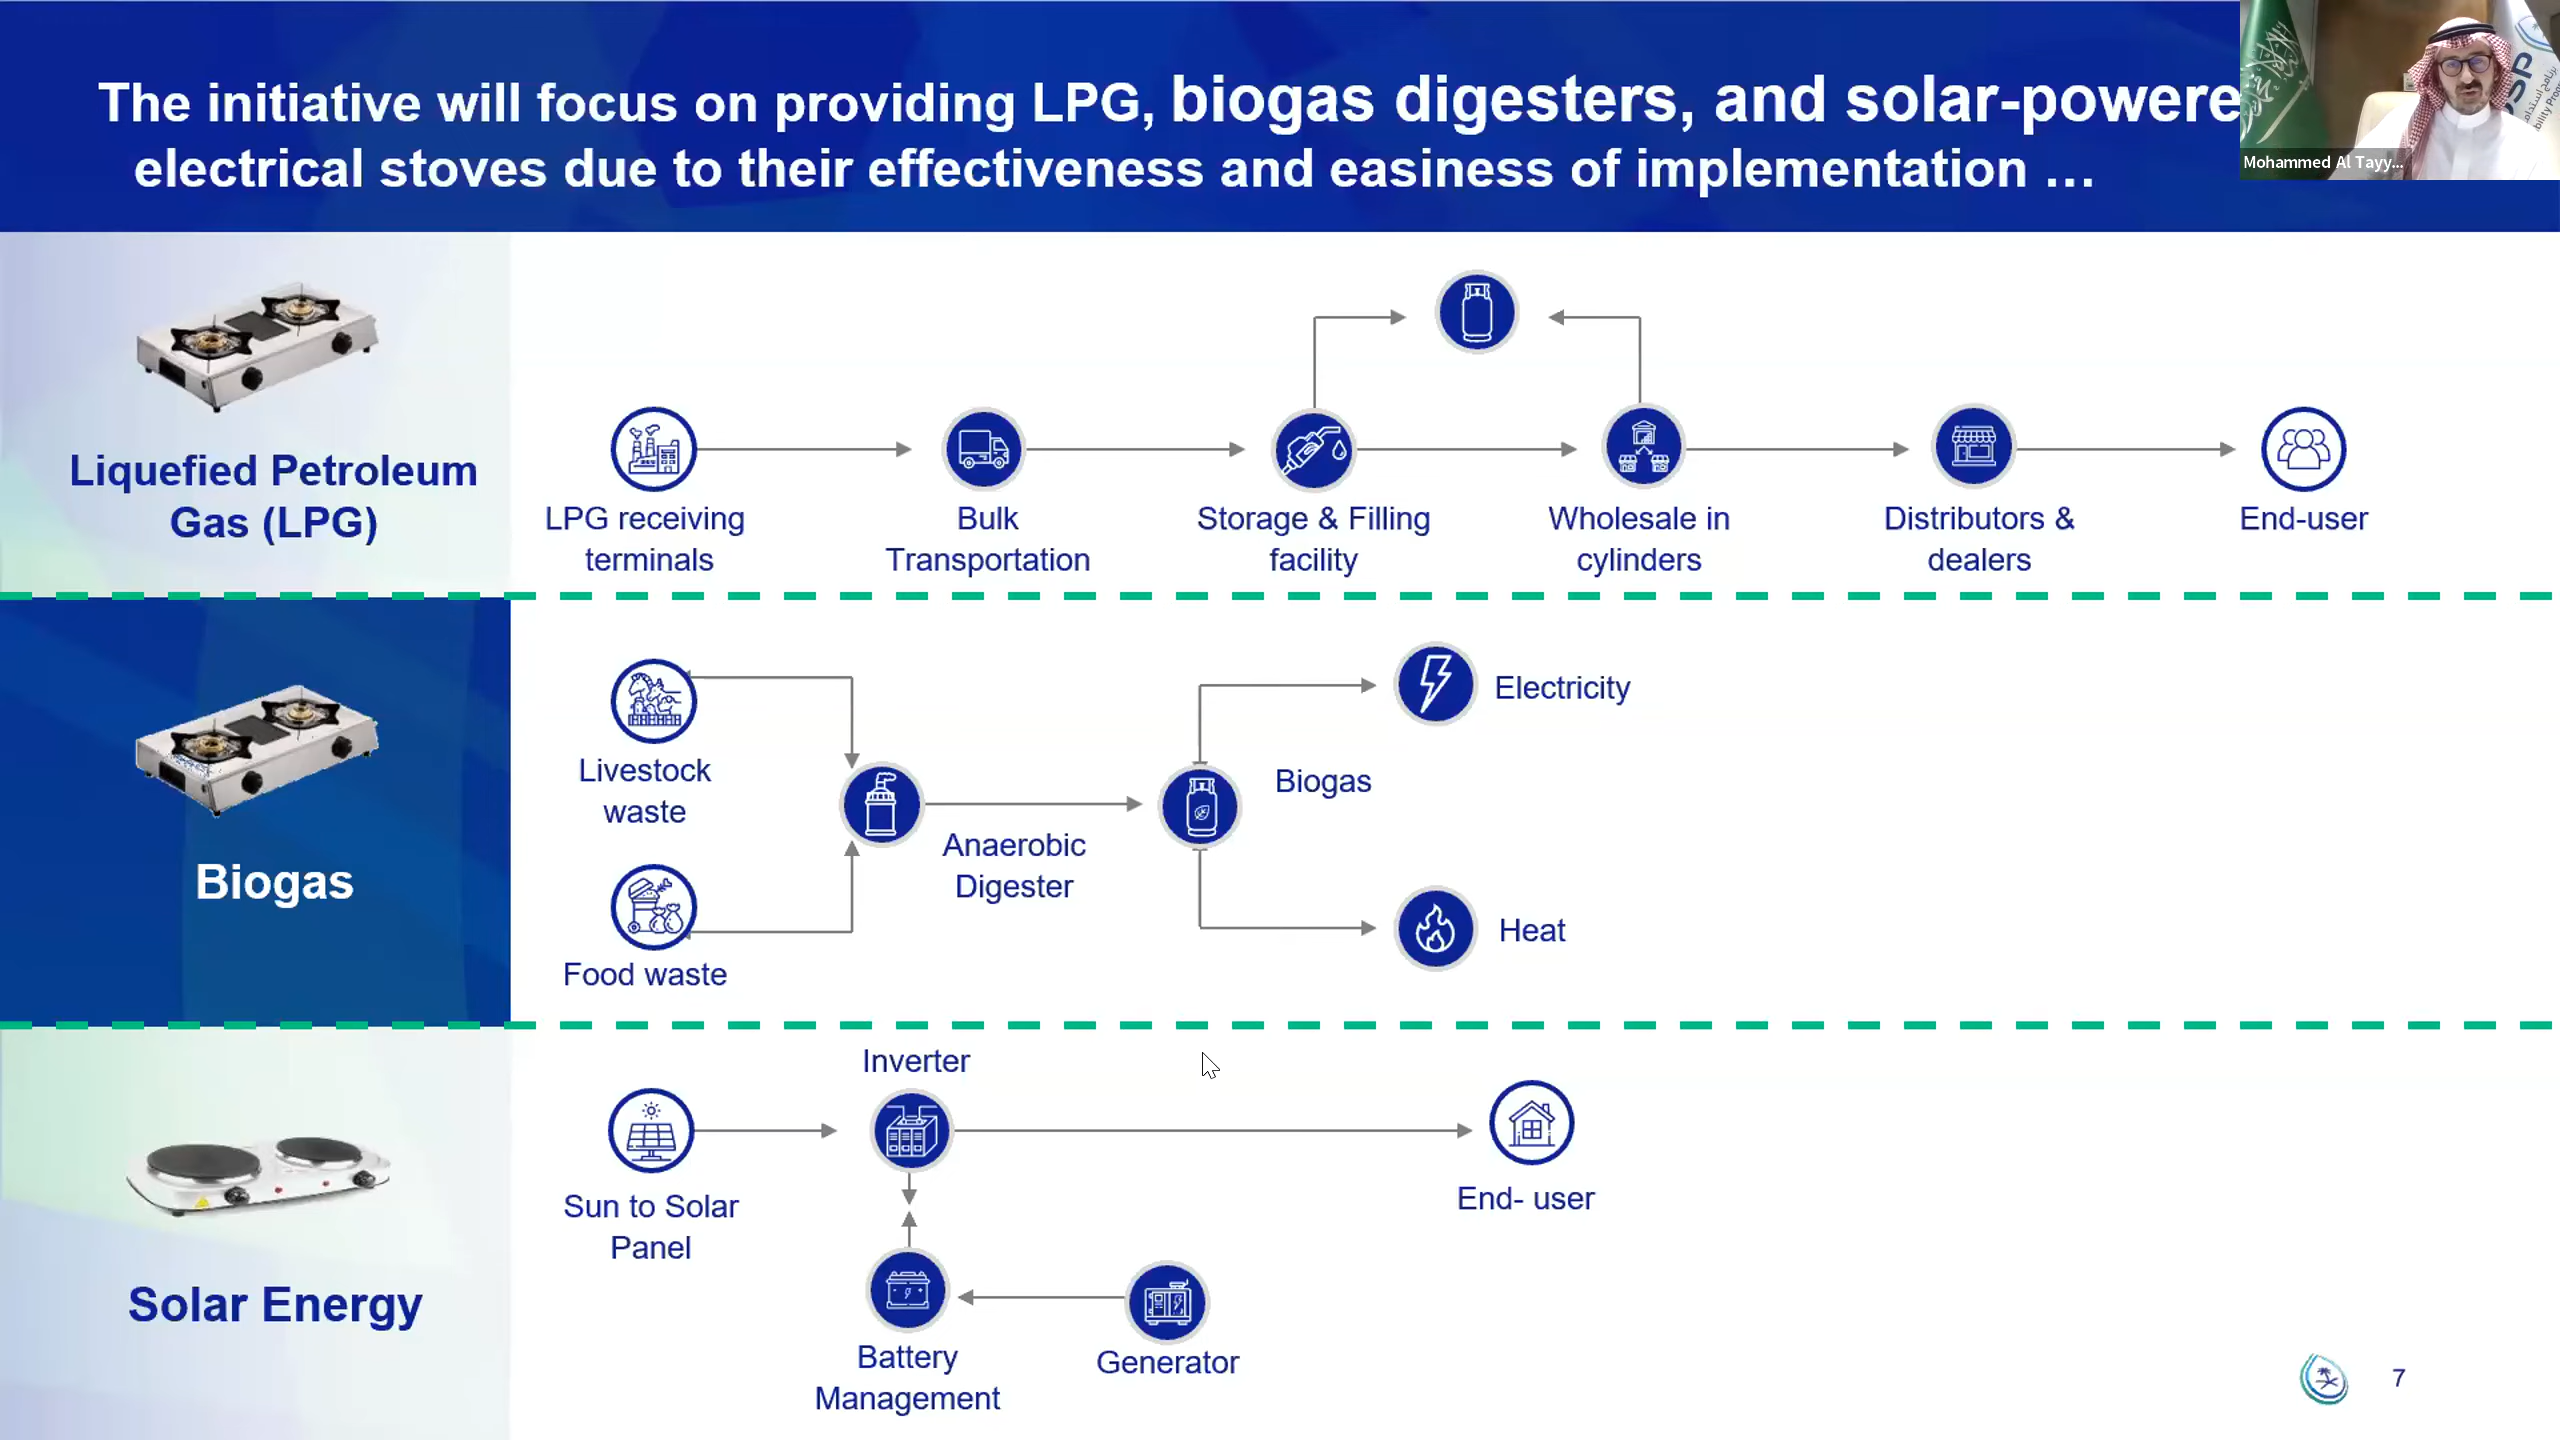 The initiative will focus on providing LPG, biogas digesters, and solar-powere
electrical stoves due to their effectiveness and easiness of implementation ...
Mohammed Al Tayy...
Liquefied Petroleum
Gas (LPG)
LPG receiving
terminals
Bulk
Transportation
Storage & Filling
facility
Wholesale in
cylinders
Distributors &
dealers
End-user
Biogas
Livestock
waste
Food waste
Anaerobic
Digester
Biogas
Electricity
Heat
Solar Energy
Sun to Solar
Panel
Inverter
Battery
Management
Generator
End- user
7